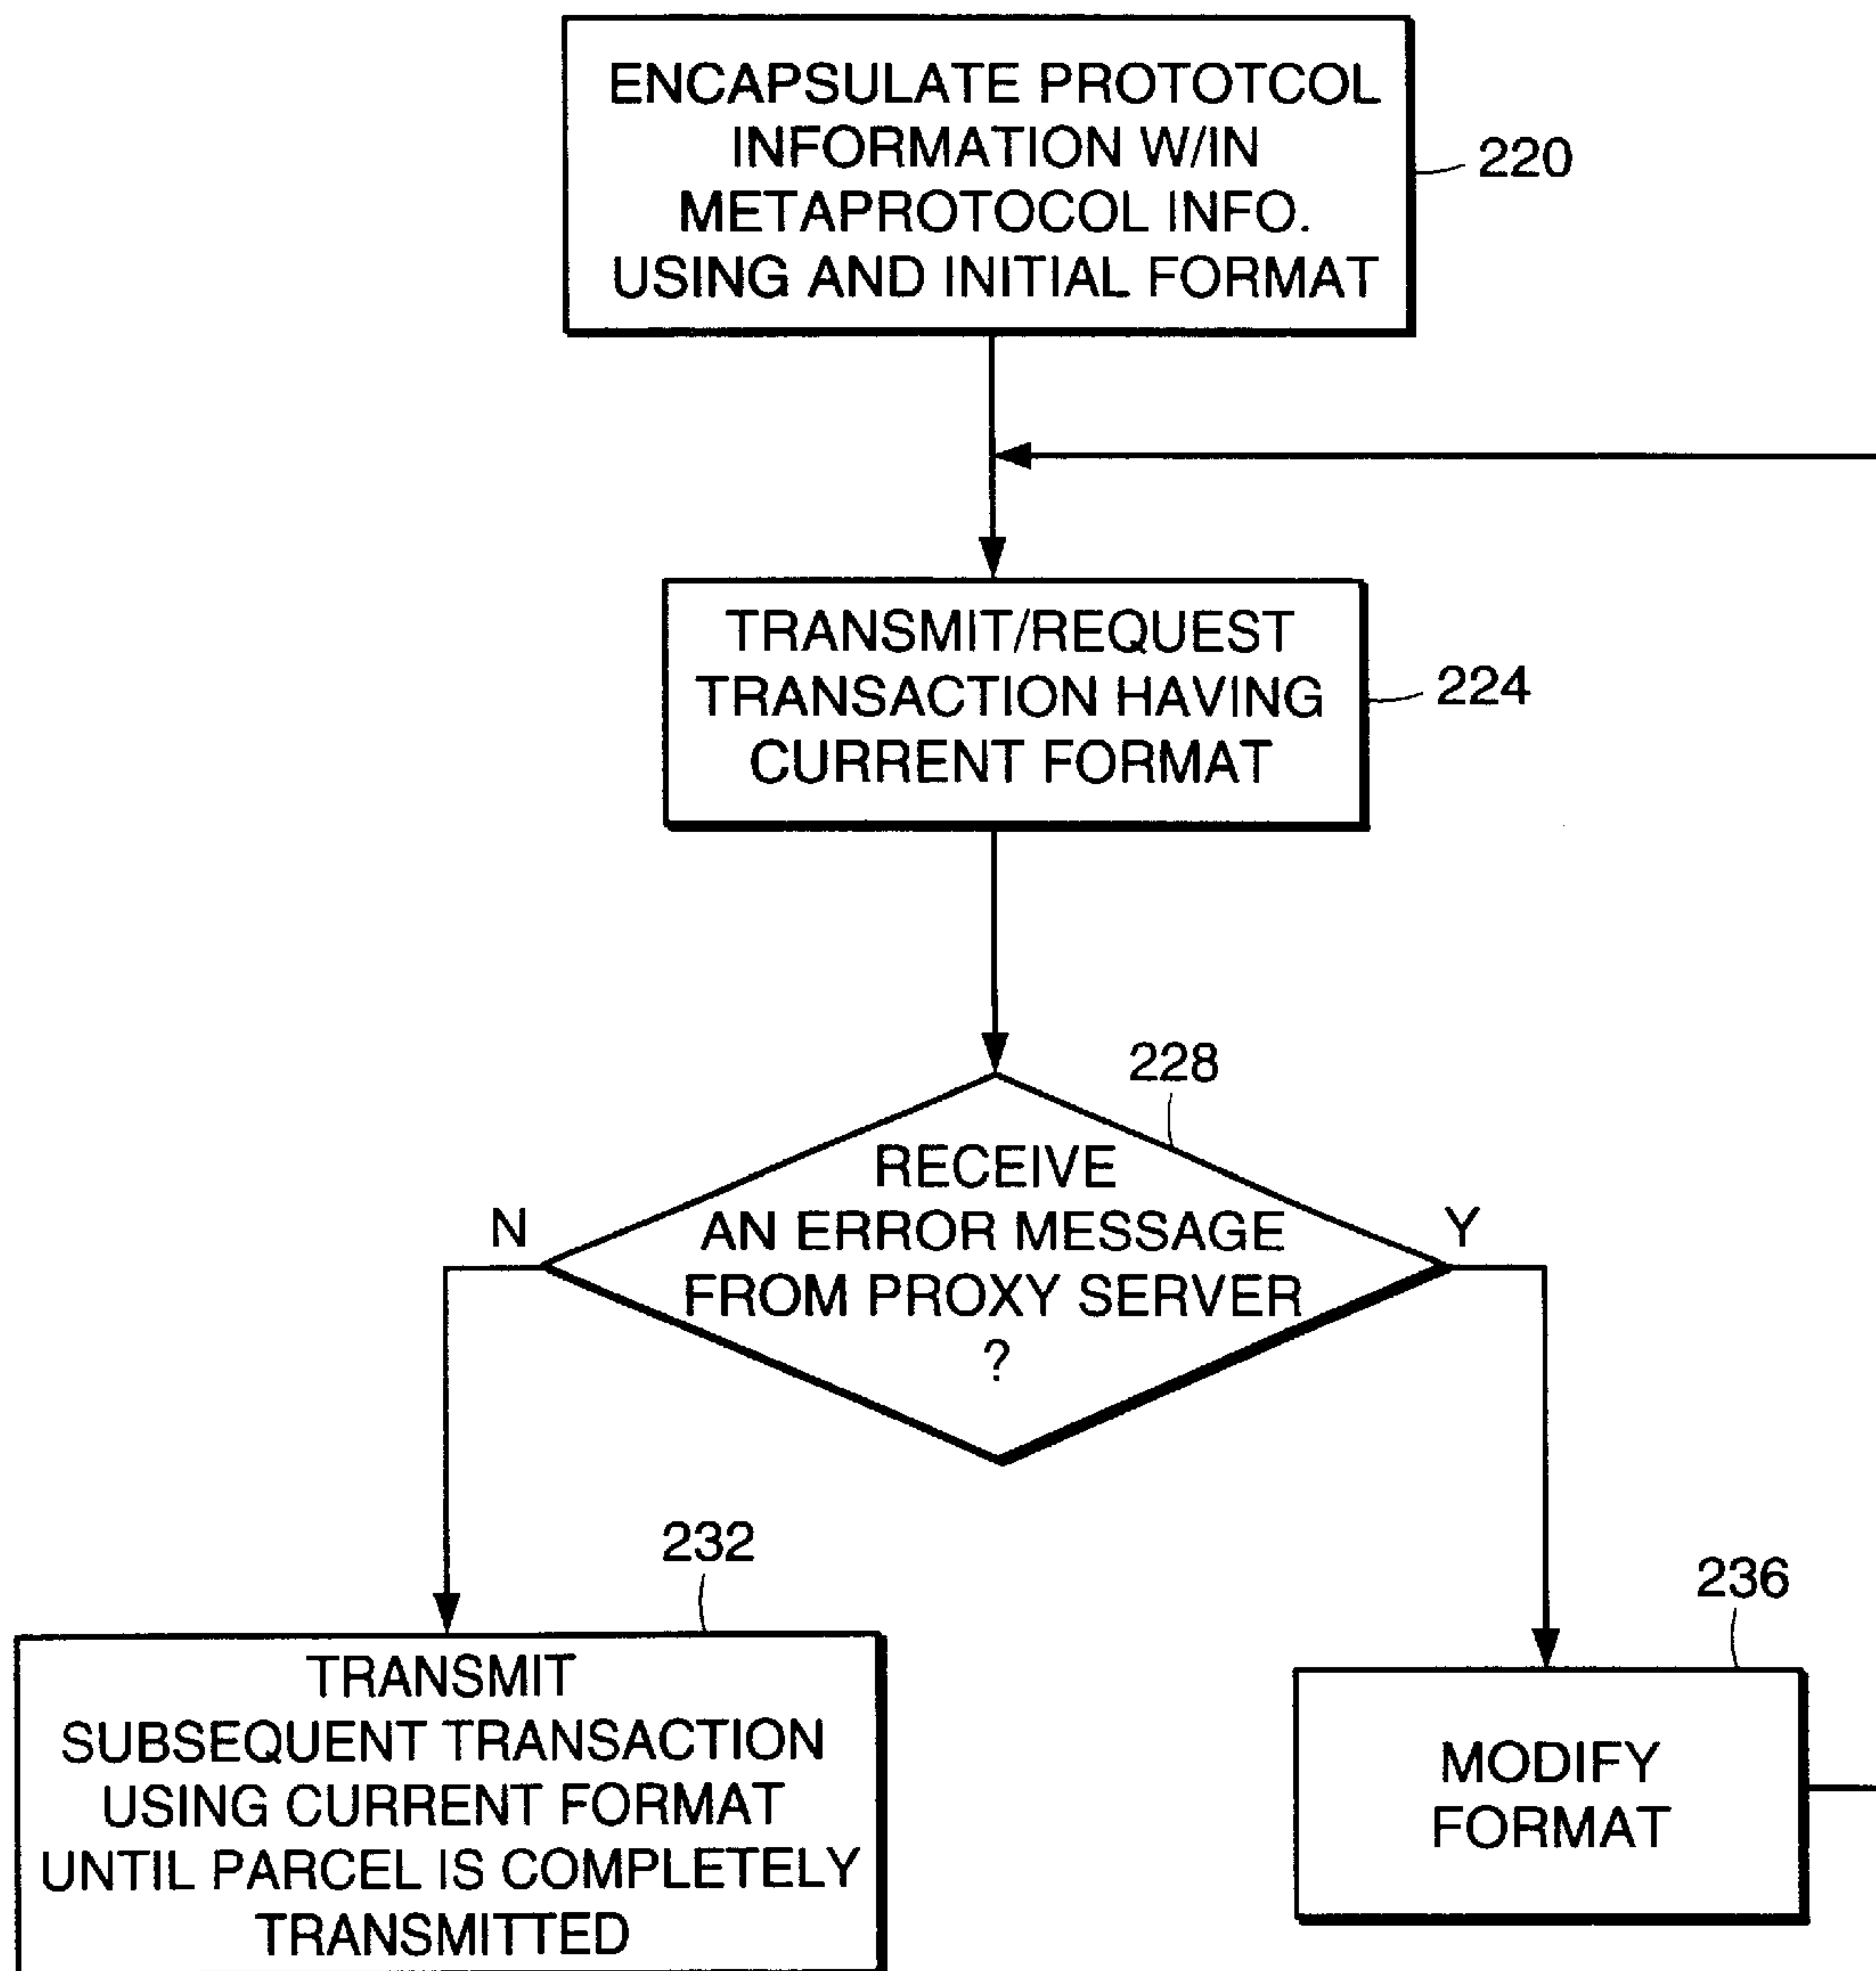 ENCAPSULATE PROTOTCOL
INFORMATION W/IN
METAPROTOCOL INFO.
USING AND INITIAL FORMAT
220
TRANSMIT/REQUEST
TRANSACTION HAVING
CURRENT FORMAT
224
228
RECEIVE
AN ERROR MESSAGE
FROM PROXY SERVER
?
N
Y
232
TRANSMIT
SUBSEQUENT TRANSACTION
USING CURRENT FORMAT
UNTIL PARCEL IS COMPLETELY
TRANSMITTED
236
MODIFY
FORMAT